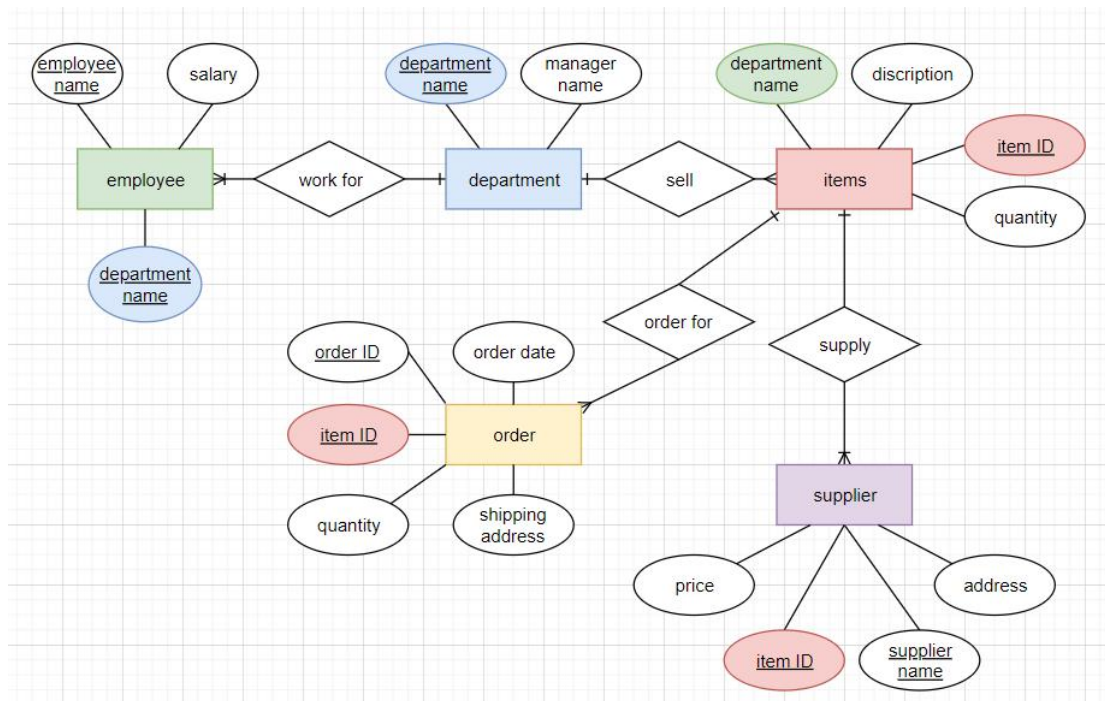 employee
name
salary
department
name
manager
name
department
name
discription
item ID
employee
work for
department
sell
items
quantity
department
name
order for
order ID
order date
supply
item ID
order
quantity
shipping
address
supplier
price
address
item ID
supplier
name